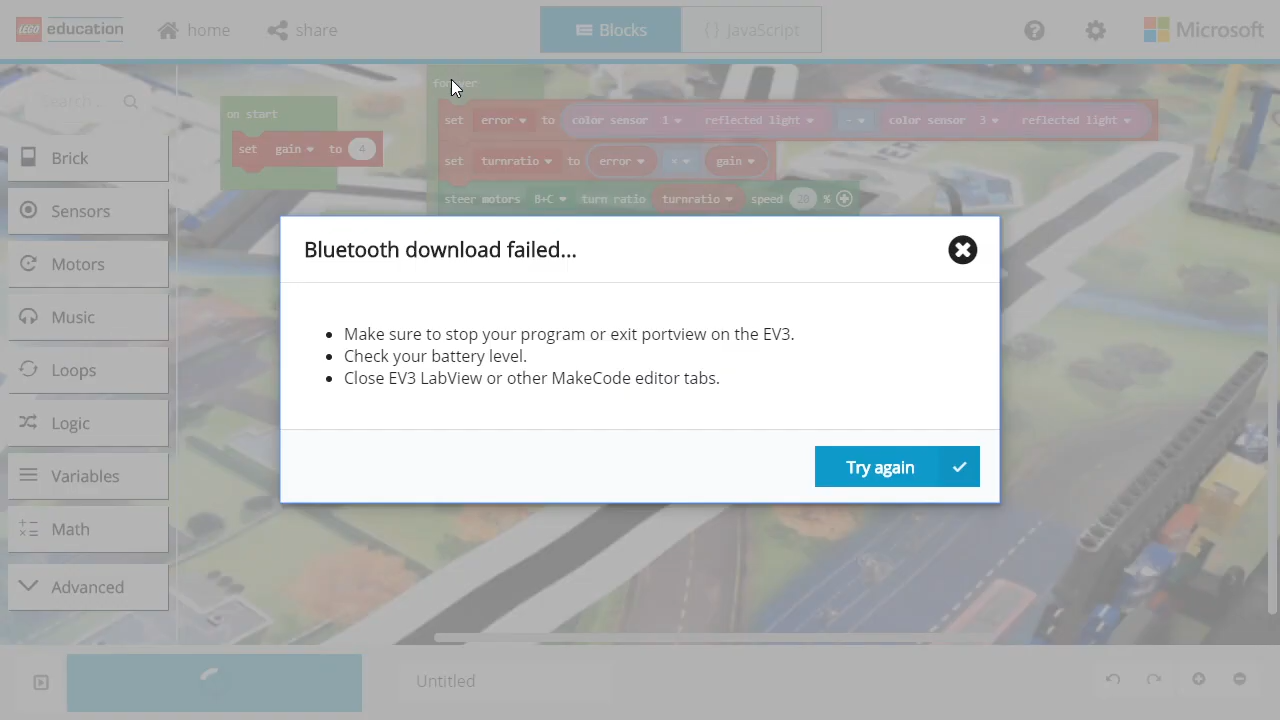 LEGO education home share Blocks { } JavaScript Microsoft
Search...
forever
on start
set error to color sensor 1 reflected light - color sensor 3 reflected light
set gain to 4
Brick
set turnratio to error × gain
steer motors B+C turn ratio turnratio speed 20 %
Sensors
Motors
Music
Loops
Logic
Variables
Math
Advanced
Bluetooth download failed...
Make sure to stop your program or exit portview on the EV3.
Check your battery level.
Close EV3 LabView or other MakeCode editor tabs.
Try again
Untitled